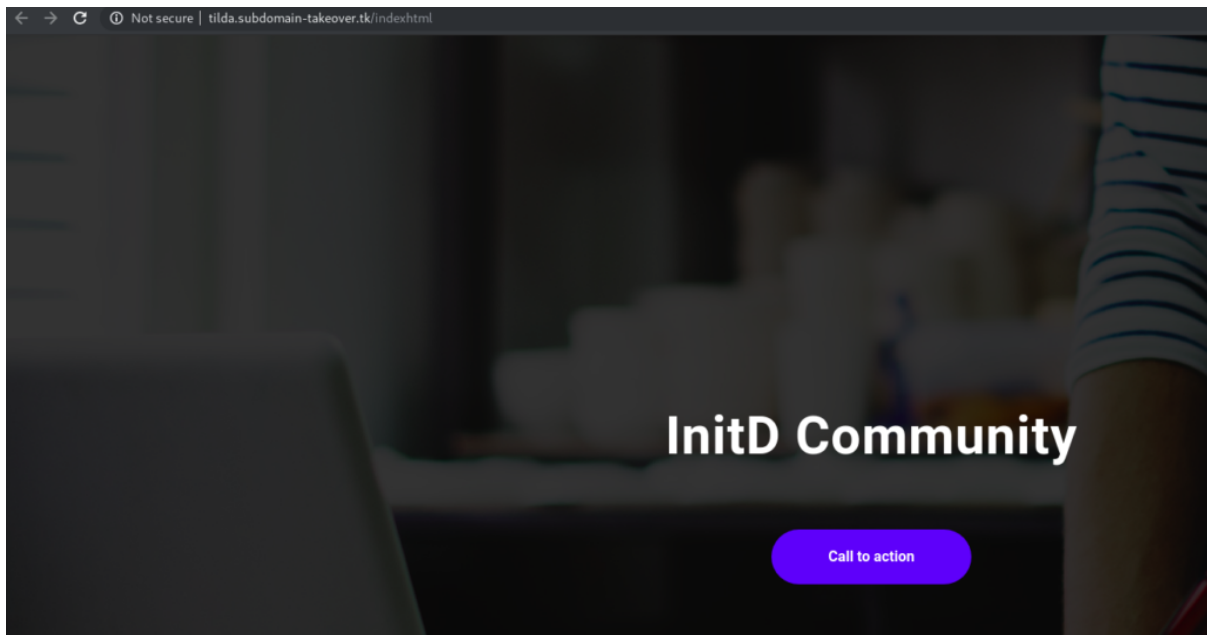 Not secure | tilda.subdomain-takeover.tk/indexhtml
InitD Community
Call to action